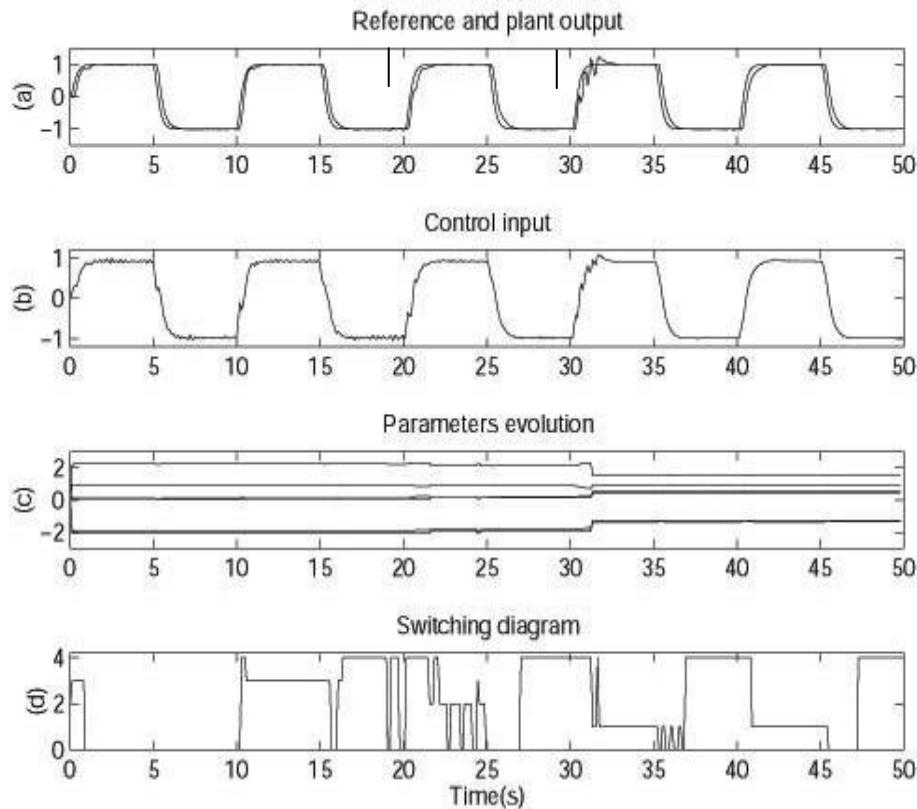 Reference and plant output
(a)
1
0
−1
0 5 10 15 20 25 30 35 40 45 50
Control input
(b)
1
0
−1
0 5 10 15 20 25 30 35 40 45 50
Parameters evolution
(c)
2
0
−2
0 5 10 15 20 25 30 35 40 45 50
Switching diagram
(d)
4
2
0
0 5 10 15 20 25 30 35 40 45 50
Time(s)